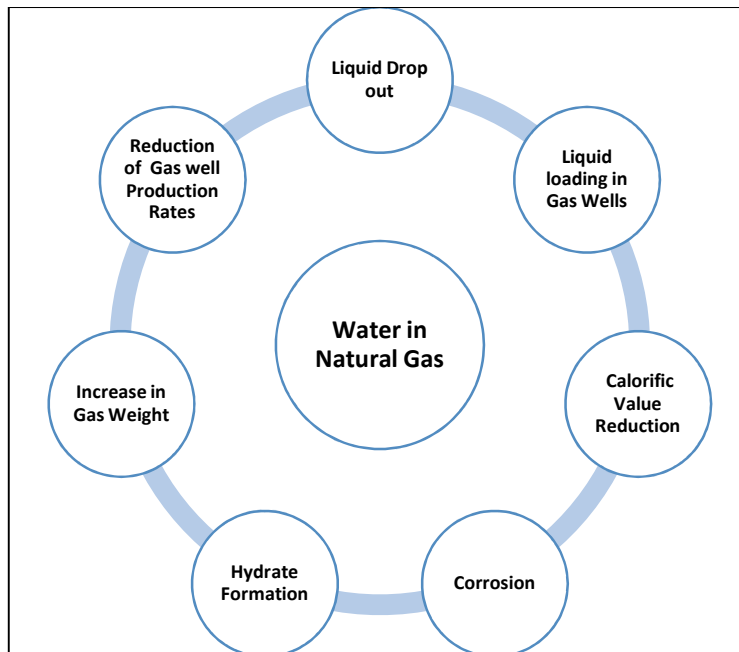 Liquid Drop
out
Liquid
loading in
Gas Wells
Calorific
Value
Reduction
Corrosion
Hydrate
Formation
Increase in
Gas Weight
Reduction
of Gas well
Production
Rates
Water in
Natural Gas